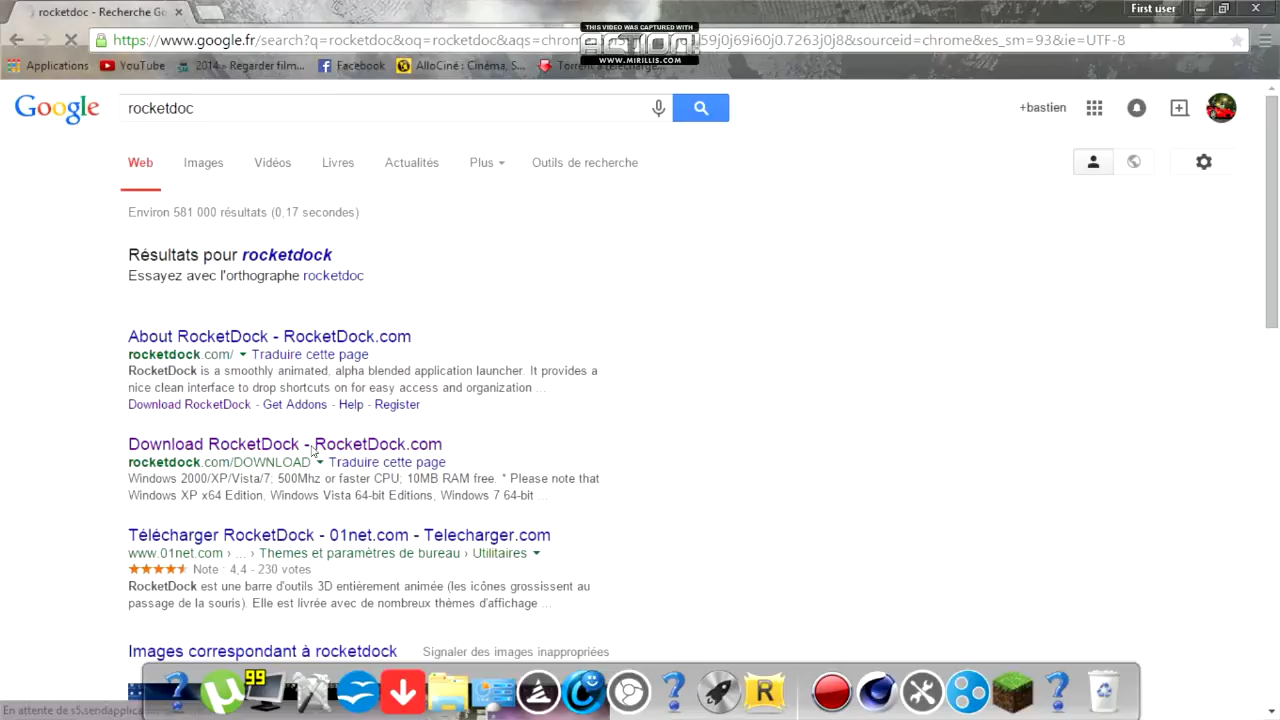 rocketdoc - Recherche Go
First user
THIS VIDEO WAS CAPTURED WITH
WWW.MIRILLIS.COM
https://www.google.fr/search?q=rocketdoc&oq=rocketdoc&aqs=chrom
59j0j69i60j0.7263j0j8&sourceid=chrome&es_sm=93&ie=UTF-8
Applications
YouTube
2014 » Regarder film...
Facebook
AlloCiné : Cinéma, S...
Google
rocketdoc
+bastien
Web
Images
Vidéos
Livres
Actualités
Plus
Outils de recherche
Environ 581 000 résultats (0,17 secondes)
Résultats pour rocketdock
Essayez avec l'orthographe rocketdoc
About RocketDock - RocketDock.com
rocketdock.com/ Traduire cette page
RocketDock is a smoothly animated, alpha blended application launcher. It provides a
nice clean interface to drop shortcuts on for easy access and organization ...
Download RocketDock - Get Addons - Help - Register
Download RocketDock - RocketDock.com
rocketdock.com/DOWNLOAD Traduire cette page
Windows 2000/XP/Vista/7; 500Mhz or faster CPU; 10MB RAM free. * Please note that
Windows XP x64 Edition, Windows Vista 64-bit Editions, Windows 7 64-bit ...
Télécharger RocketDock - 01net.com - Telecharger.com
www.01net.com › ... › Themes et paramètres de bureau › Utilitaires
Note : 4,4 - 230 votes
RocketDock est une barre d'outils 3D entièrement animée (les icônes grossissent au
passage de la souris). Elle est livrée avec de nombreux thèmes d'affichage ...
Images correspondant à rocketdock
Signaler des images inappropriées
99
R
En attente de s5.sendapplic